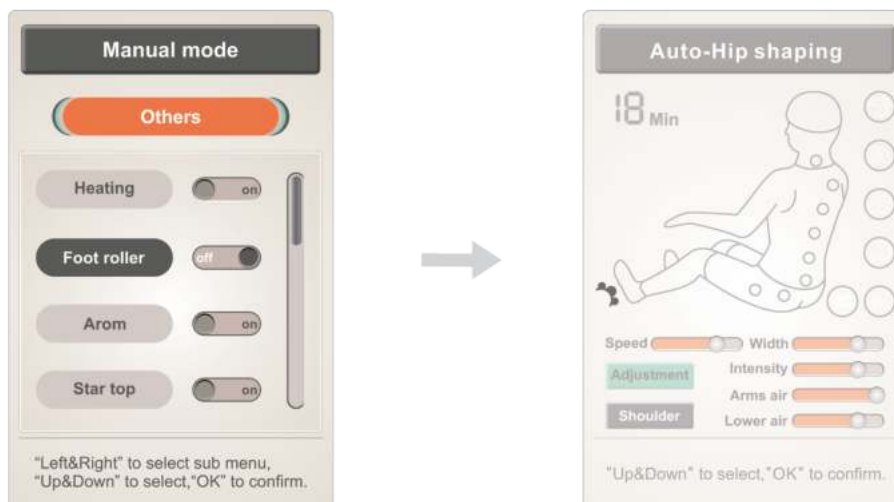 Manual mode
Others
Heating
on
Foot roller
off
Arom
on
Star top
on
"Left&Right" to select sub menu,
"Up&Down" to select,"OK" to confirm.
Auto-Hip shaping
18 Min
Speed
Width
Adjustment
Intensity
Arms air
Shoulder
Lower air
"Up&Down" to select,"OK" to confirm.